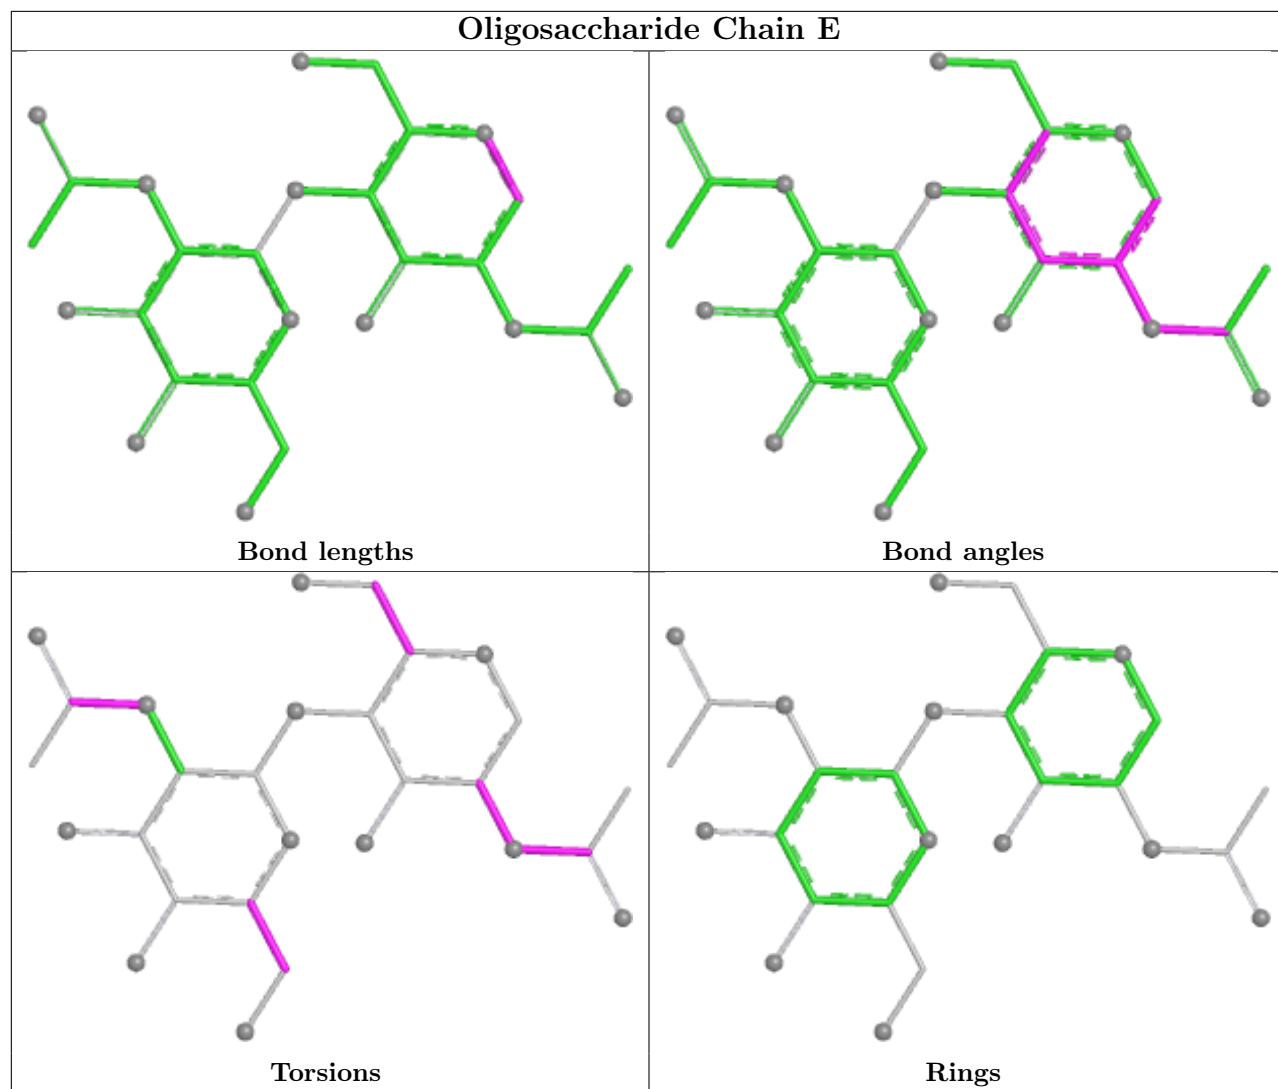 Oligosaccharide Chain E
Bond lengths
Bond angles
Torsions
Rings